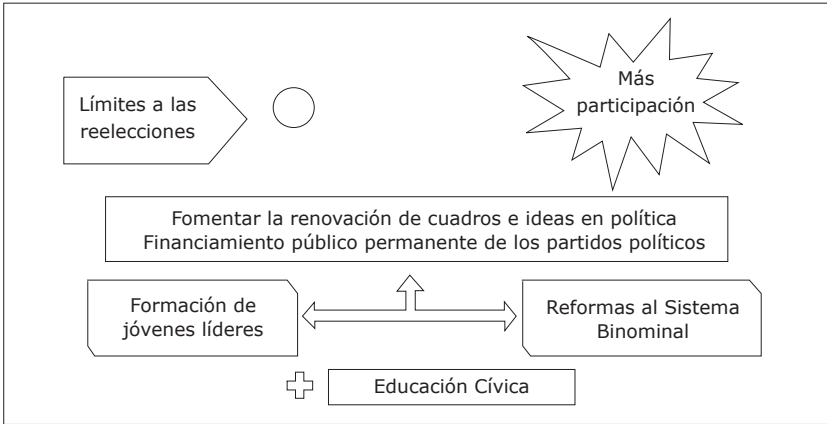 Límites a las
reelecciones
Más
participación
Fomentar la renovación de cuadros e ideas en política
Financiamiento público permanente de los partidos políticos
Formación de
jóvenes líderes
Reformas al Sistema
Binominal
Educación Cívica